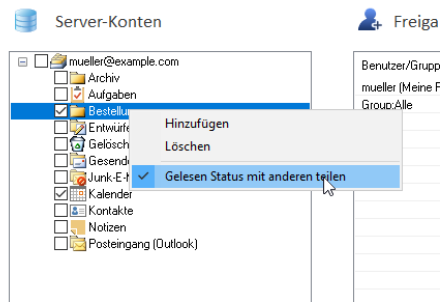 Server-Konten
Freiga
mueller@example.com
Archiv
Aufgaben
Bestellu
Entwürfe
Gelösch
Gesende
Junk-E-M
Kalender
Kontakte
Notizen
Posteingang (Outlook)
Hinzufügen
Löschen
Gelesen Status mit anderen teilen
Benutzer/Grupp
mueller (Meine F
Group:Alle